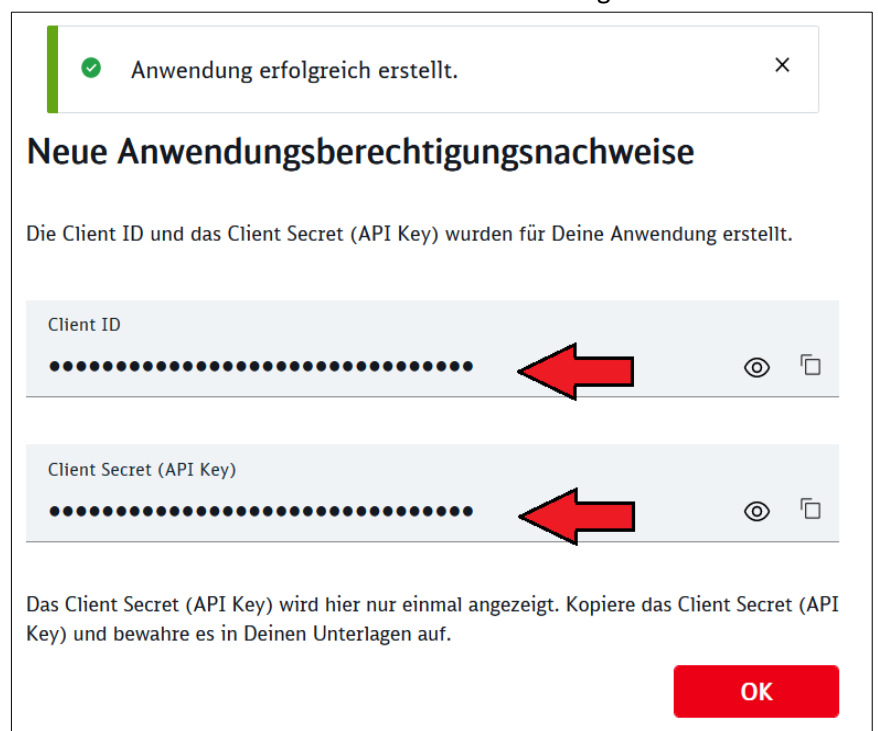 Anwendung erfolgreich erstellt.
Neue Anwendungsberechtigungsnachweise
Die Client ID und das Client Secret (API Key) wurden für Deine Anwendung erstellt.
Client ID
••••••••••••••••••••••••••••••••
Client Secret (API Key)
••••••••••••••••••••••••••••••••
Das Client Secret (API Key) wird hier nur einmal angezeigt. Kopiere das Client Secret (API
Key) und bewahre es in Deinen Unterlagen auf.
OK